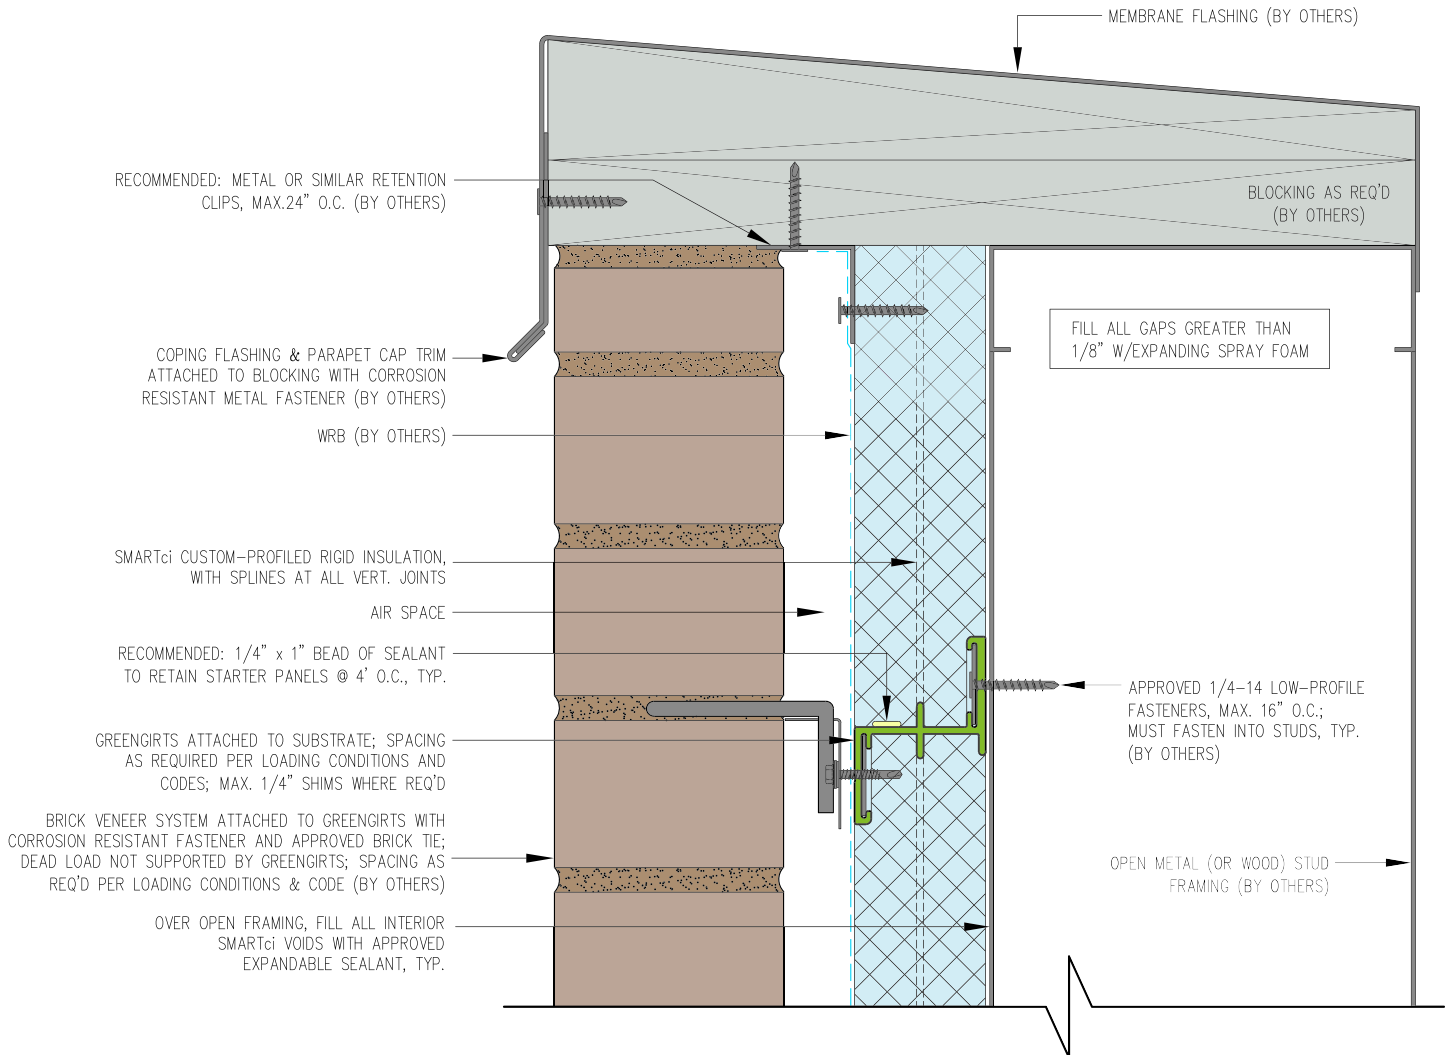 MEMBRANE FLASHING (BY OTHERS)
RECOMMENDED: METAL OR SIMILAR RETENTION
CLIPS, MAX.24" O.C. (BY OTHERS)
BLOCKING AS REQ'D
(BY OTHERS)
FILL ALL GAPS GREATER THAN
1/8" W/EXPANDING SPRAY FOAM
COPING FLASHING & PARAPET CAP TRIM
ATTACHED TO BLOCKING WITH CORROSION
RESISTANT METAL FASTENER (BY OTHERS)
WRB (BY OTHERS)
SMARTci CUSTOM-PROFILED RIGID INSULATION,
WITH SPLINES AT ALL VERT. JOINTS
AIR SPACE
RECOMMENDED: 1/4" x 1" BEAD OF SEALANT
TO RETAIN STARTER PANELS @ 4' O.C., TYP.
APPROVED 1/4-14 LOW-PROFILE
FASTENERS, MAX. 16" O.C.;
MUST FASTEN INTO STUDS, TYP.
(BY OTHERS)
GREENGIRTS ATTACHED TO SUBSTRATE; SPACING
AS REQUIRED PER LOADING CONDITIONS AND
CODES; MAX. 1/4" SHIMS WHERE REQ'D
BRICK VENEER SYSTEM ATTACHED TO GREENGIRTS WITH
CORROSION RESISTANT FASTENER AND APPROVED BRICK TIE;
DEAD LOAD NOT SUPPORTED BY GREENGIRTS; SPACING AS
REQ'D PER LOADING CONDITIONS & CODE (BY OTHERS)
OPEN METAL (OR WOOD) STUD
FRAMING (BY OTHERS)
OVER OPEN FRAMING, FILL ALL INTERIOR
SMARTci VOIDS WITH APPROVED
EXPANDABLE SEALANT, TYP.